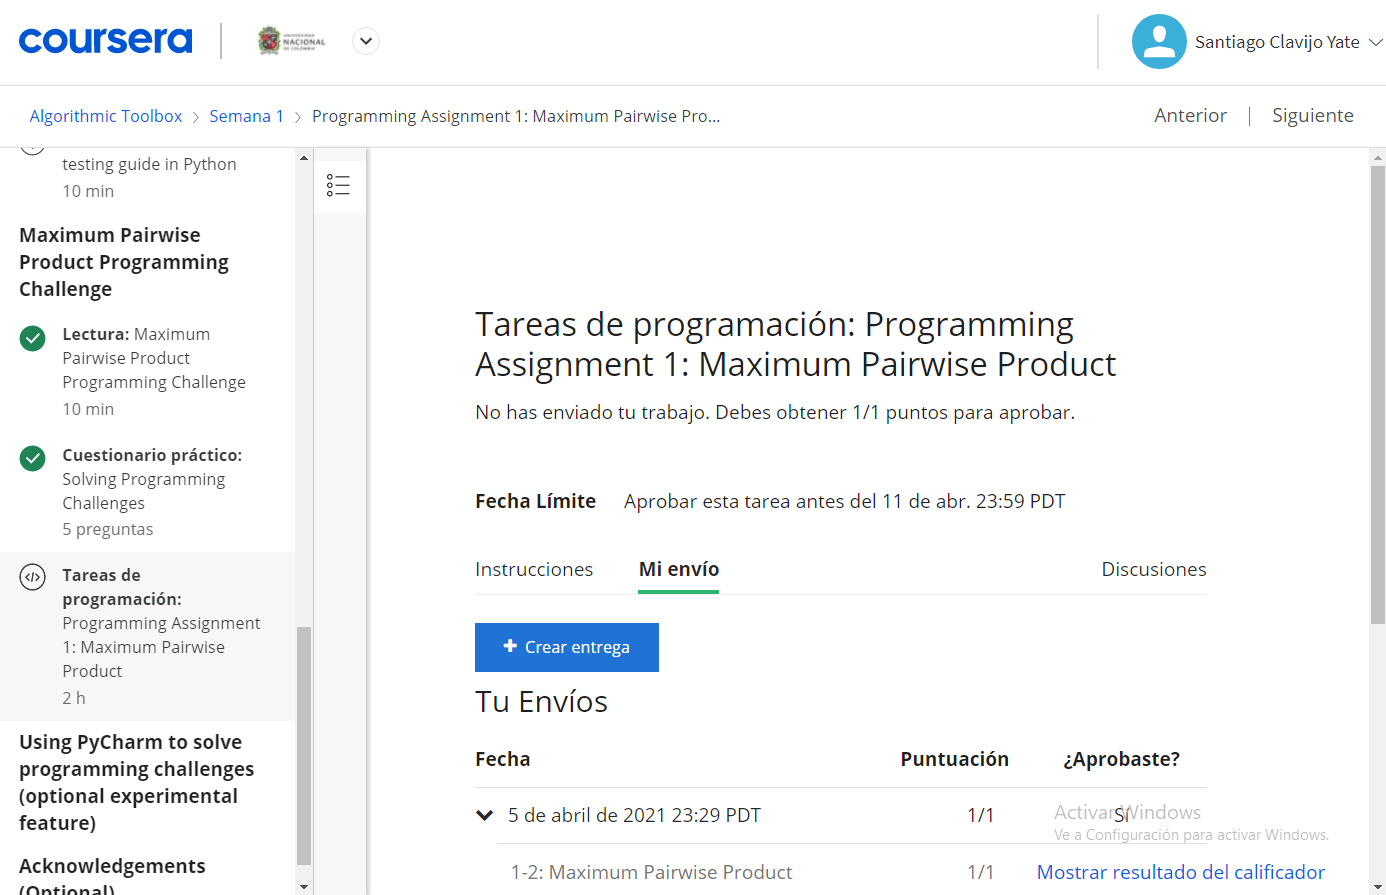 coursera
UNIVERSIDAD
NACIONAL
DE COLOMBIA
Santiago Clavijo Yate
Algorithmic Toolbox > Semana 1 > Programming Assignment 1: Maximum Pairwise Pro...
Anterior | Siguiente
testing guide in Python
10 min
Maximum Pairwise
Product Programming
Challenge
Lectura: Maximum
Pairwise Product
Programming Challenge
10 min
Cuestionario práctico:
Solving Programming
Challenges
5 preguntas
Tareas de
programación:
Programming Assignment
1: Maximum Pairwise
Product
2 h
Using PyCharm to solve
programming challenges
(optional experimental
feature)
Acknowledgements
(Optional)
Tareas de programación: Programming
Assignment 1: Maximum Pairwise Product
No has enviado tu trabajo. Debes obtener 1/1 puntos para aprobar.
Fecha Límite Aprobar esta tarea antes del 11 de abr. 23:59 PDT
Instrucciones Mi envío Discusiones
+ Crear entrega
Tu Envíos
Fecha Puntuación ¿Aprobaste?
5 de abril de 2021 23:29 PDT 1/1 Sí
Activar Windows
Ve a Configuración para activar Windows.
1-2: Maximum Pairwise Product 1/1 Mostrar resultado del calificador